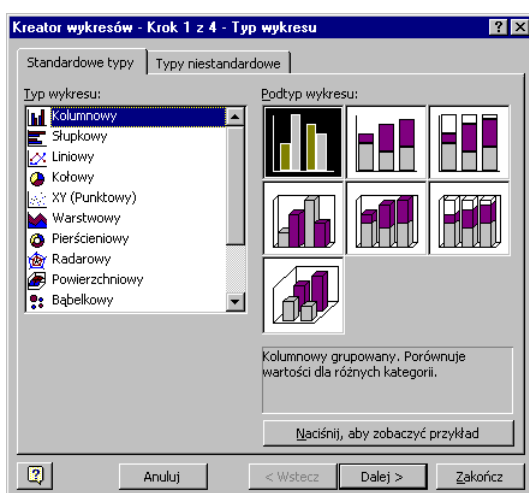 Kreator wykresów - Krok 1 z 4 - Typ wykresu
Standardowe typy
Typy niestandardowe
Typ wykresu:
Kolumnowy
Słupkowy
Liniowy
Kołowy
XY (Punktowy)
Warstwowy
Pierścieniowy
Radarowy
Powierzchniowy
Bąbelkowy
Podtyp wykresu:
Kolumnowy grupowany. Porównuje
wartości dla różnych kategorii.
Naciśnij, aby zobaczyć przykład
Anuluj
< Wstecz
Dalej >
Zakończ